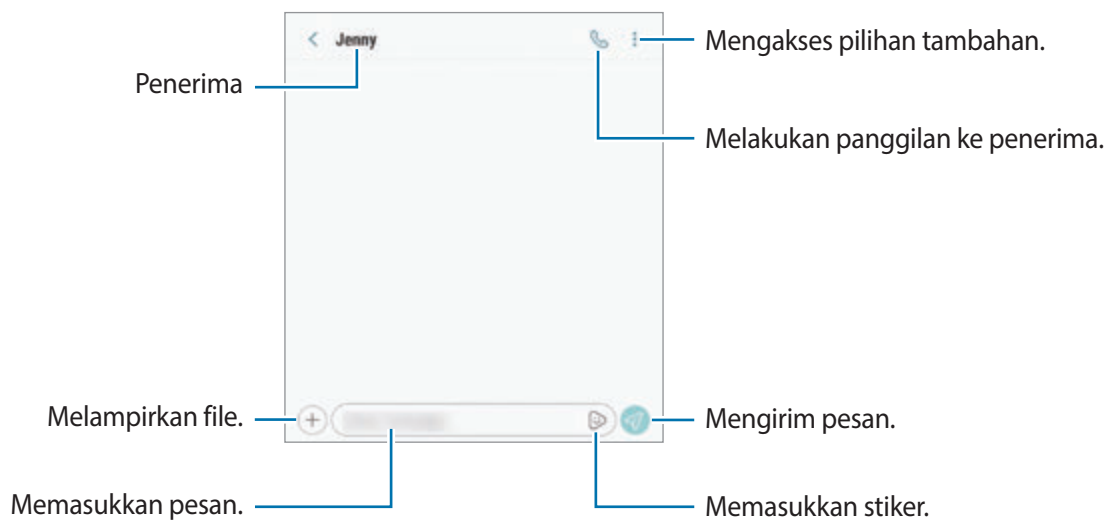 Jenny
Mengakses pilihan tambahan.
Penerima
Melakukan panggilan ke penerima.
Melampirkan file.
Mengirim pesan.
Memasukkan pesan.
Memasukkan stiker.